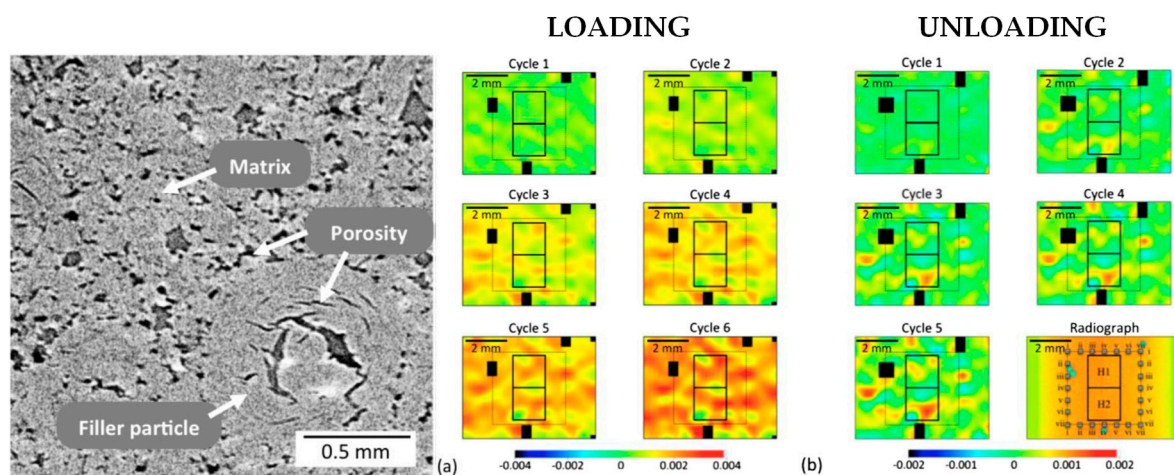 LOADING
UNLOADING
Matrix
Porosity
Filler particle
0.5 mm
(a)
Cycle 1
2 mm
Cycle 2
2 mm
Cycle 3
2 mm
Cycle 4
2 mm
Cycle 5
2 mm
Cycle 6
2 mm
-0.004 -0.002 0 0.002 0.004
(b)
Cycle 1
2 mm
Cycle 2
2 mm
Cycle 3
2 mm
Cycle 4
2 mm
Cycle 5
2 mm
Radiograph
2 mm
H1
H2
-0.002 -0.001 0 0.001 0.002